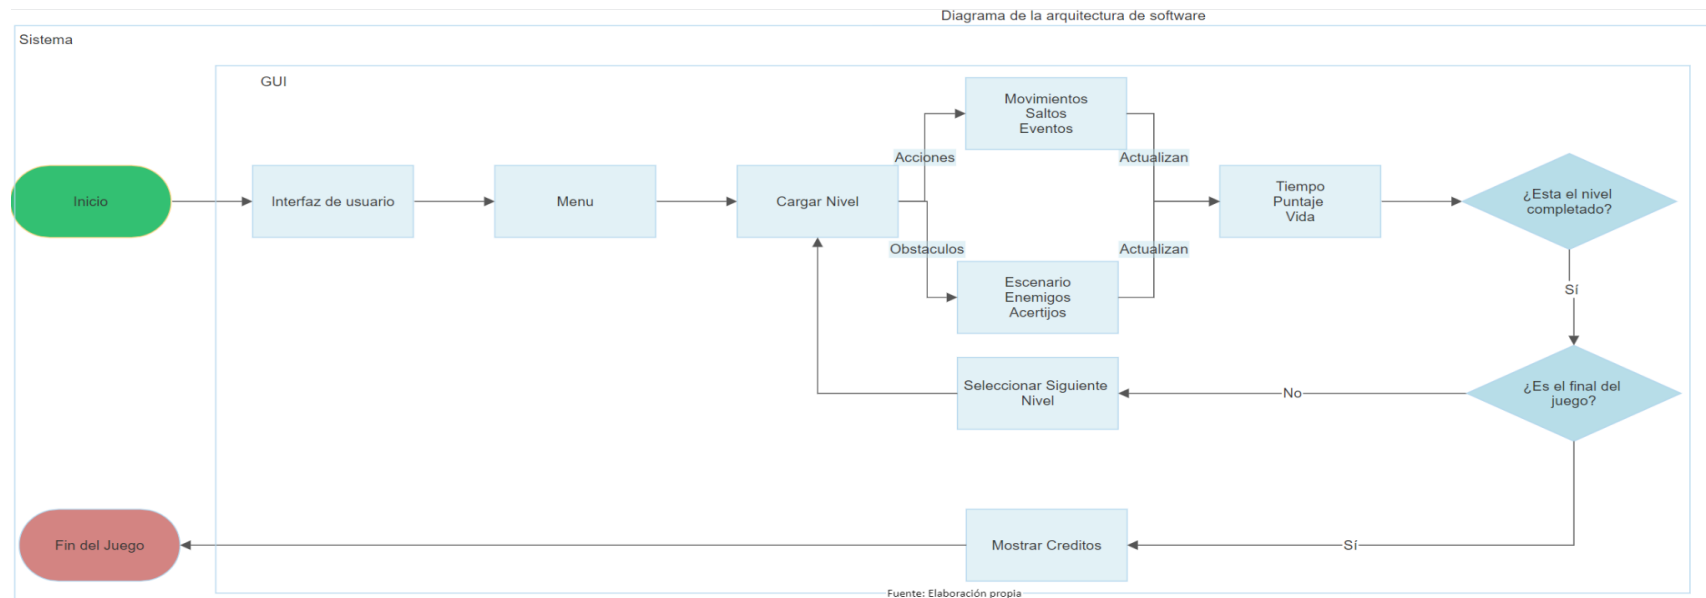 Diagrama de la arquitectura de software
Sistema
GUI
Inicio
Interfaz de usuario
Menu
Cargar Nivel
Acciones
Obstaculos
Movimientos
Saltos
Eventos
Escenario
Enemigos
Acertijos
Actualizan
Actualizan
Tiempo
Puntaje
Vida
¿Esta el nivel
completado?
Sí
¿Es el final del
juego?
No
Seleccionar Siguiente
Nivel
Sí
Mostrar Creditos
Fin del Juego
Fuente: Elaboración propia